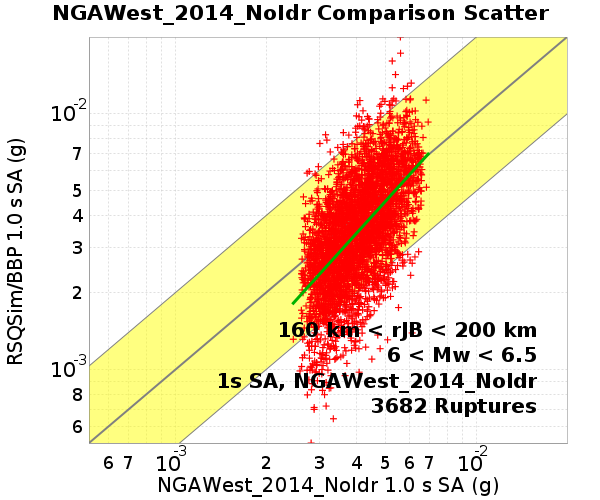 NGAWest_2014_NoIdr Comparison Scatter
RSQSim/BBP 1.0 s SA (g)
10-2
7
5
4
3
2
10-3
8
6
160 km < rJB < 200 km
6 < Mw < 6.5
1s SA, NGAWest_2014_NoIdr
3682 Ruptures
6 7 10-3 2 3 4 5 6 7 10-2
NGAWest_2014_NoIdr 1.0 s SA (g)